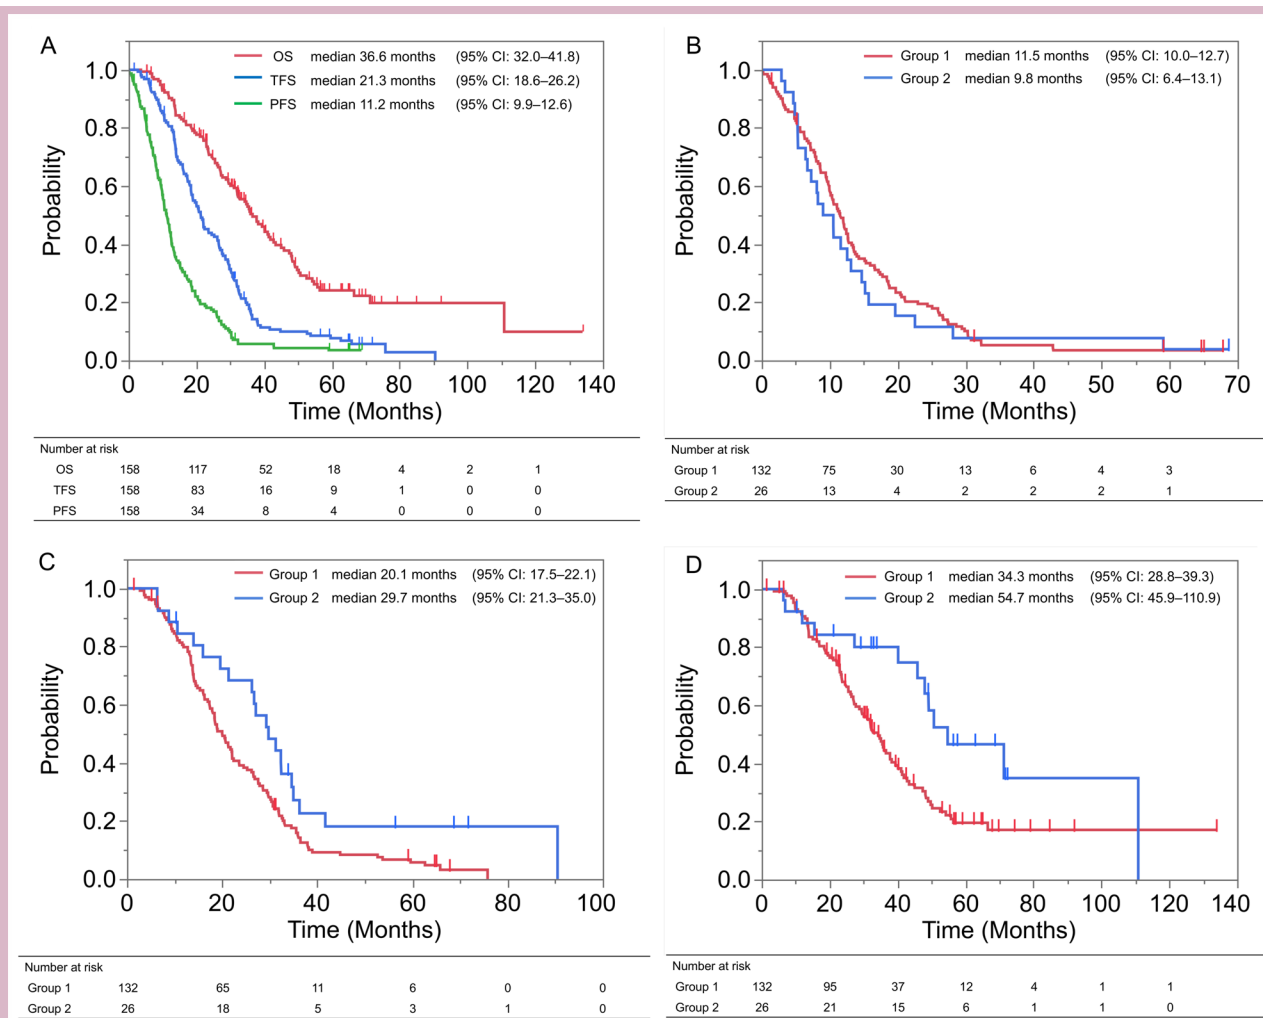 A
OS median 36.6 months (95% CI: 32.0–41.8)
TFS median 21.3 months (95% CI: 18.6–26.2)
PFS median 11.2 months (95% CI: 9.9–12.6)
1.0
0.8
0.6
0.4
0.2
0.0
Probability
0 20 40 60 80 100 120 140
Time (Months)
Number at risk
OS 158 117 52 18 4 2 1
TFS 158 83 16 9 1 0 0
PFS 158 34 8 4 0 0 0
B
Group 1 median 11.5 months (95% CI: 10.0–12.7)
Group 2 median 9.8 months (95% CI: 6.4–13.1)
1.0
0.8
0.6
0.4
0.2
0.0
Probability
0 10 20 30 40 50 60 70
Time (Months)
Number at risk
Group 1 132 75 30 13 6 4 3
Group 2 26 13 4 2 2 2 1
C
Group 1 median 20.1 months (95% CI: 17.5–22.1)
Group 2 median 29.7 months (95% CI: 21.3–35.0)
1.0
0.8
0.6
0.4
0.2
0.0
Probability
0 20 40 60 80 100
Time (Months)
Number at risk
Group 1 132 65 11 6 0 0
Group 2 26 18 5 3 1 0
D
Group 1 median 34.3 months (95% CI: 28.8–39.3)
Group 2 median 54.7 months (95% CI: 45.9–110.9)
1.0
0.8
0.6
0.4
0.2
0.0
Probability
0 20 40 60 80 100 120 140
Time (Months)
Number at risk
Group 1 132 95 37 12 4 1 1
Group 2 26 21 15 6 1 1 0